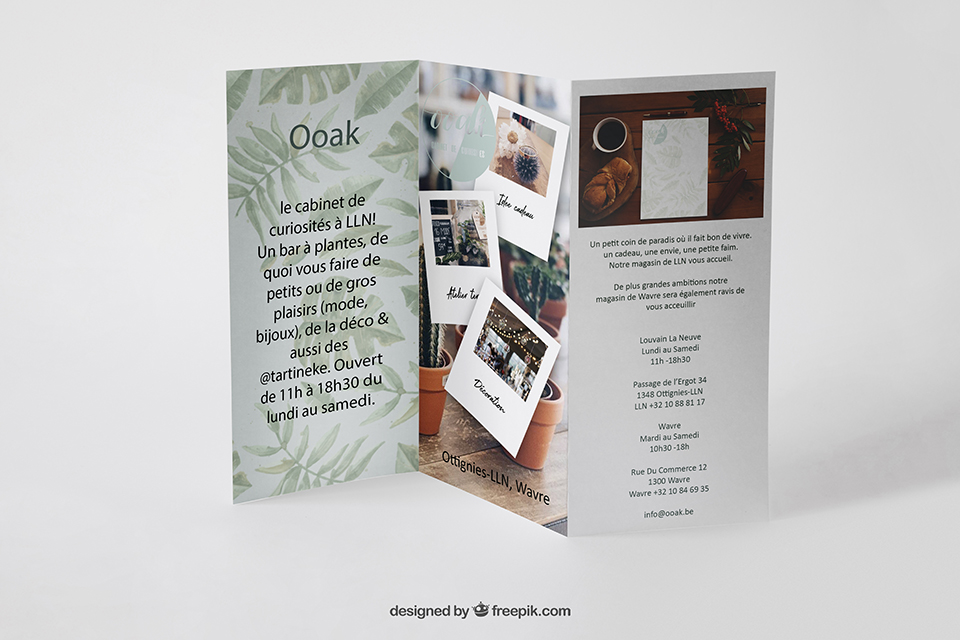 Ooak
le cabinet de
curiosités à LLN!
Un bar à plantes, de
quoi vous faire de
petits ou de gros
plaisirs (mode,
bijoux), de la déco &
aussi des
@tartineke. Ouvert
de 11h à 18h30 du
lundi au samedi.
ooak
Idée cadeau
Atelier
Décoration
Ottignies-LLN, Wavre
Un petit coin de paradis où il fait bon de vivre.
un cadeau, une envie, une petite faim.
Notre magasin de LLN vous accueil.
De plus grandes ambitions notre
magasin de Wavre sera également ravis de
vous acceuillir
Louvain La Neuve
Lundi au Samedi
11h -18h30
Passage de l'Ergot 34
1348 Ottignies-LLN
LLN +32 10 88 81 17
Wavre
Mardi au Samedi
10h30 -18h
Rue Du Commerce 12
1300 Wavre
Wavre +32 10 84 69 35
info@ooak.be
designed by freepik.com